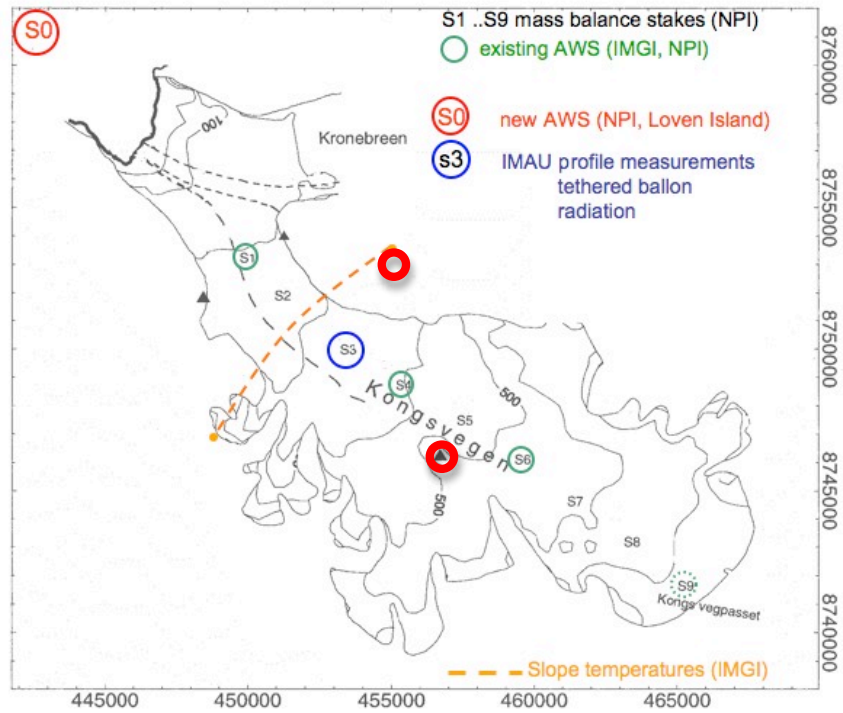 S0
S1 ..S9 mass balance stakes (NPI)
existing AWS (IMGI, NPI)
S0
new AWS (NPI, Loven Island)
s3
IMAU profile measurements
tethered ballon
radiation
100
Kronebreen
S1
S2
S3
S4
Kongsvegen
500
S5
S6
500
S7
S8
S9
Kongsvegpasset
Slope temperatures (IMGI)
8760000
8755000
8750000
8745000
8740000
445000
450000
455000
460000
465000